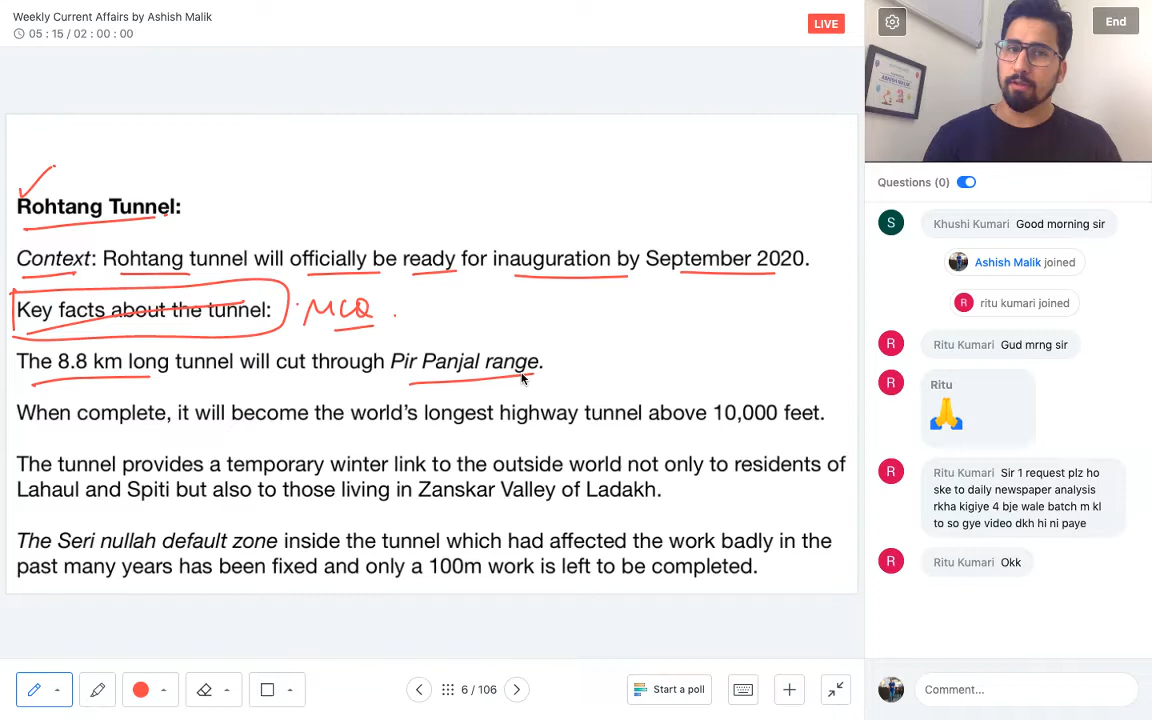 Weekly Current Affairs by Ashish Malik
05 : 15 / 02 : 00 : 00
LIVE
End
Rohtang Tunnel:
Context: Rohtang tunnel will officially be ready for inauguration by September 2020.
Key facts about the tunnel:
MCQ
The 8.8 km long tunnel will cut through Pir Panjal range.
When complete, it will become the world's longest highway tunnel above 10,000 feet.
The tunnel provides a temporary winter link to the outside world not only to residents of
Lahaul and Spiti but also to those living in Zanskar Valley of Ladakh.
The Seri nullah default zone inside the tunnel which had affected the work badly in the
past many years has been fixed and only a 100m work is left to be completed.
6 / 106
Start a poll
Questions (0)
S
Khushi Kumari Good morning sir
Ashish Malik joined
R
ritu kumari joined
R
Ritu Kumari Gud mrng sir
R
Ritu
R
Ritu Kumari Sir 1 request plz ho
ske to daily newspaper analysis
rkha kigiye 4 bje wale batch m kl
to so gye video dkh hi ni paye
R
Ritu Kumari Okk
Comment...